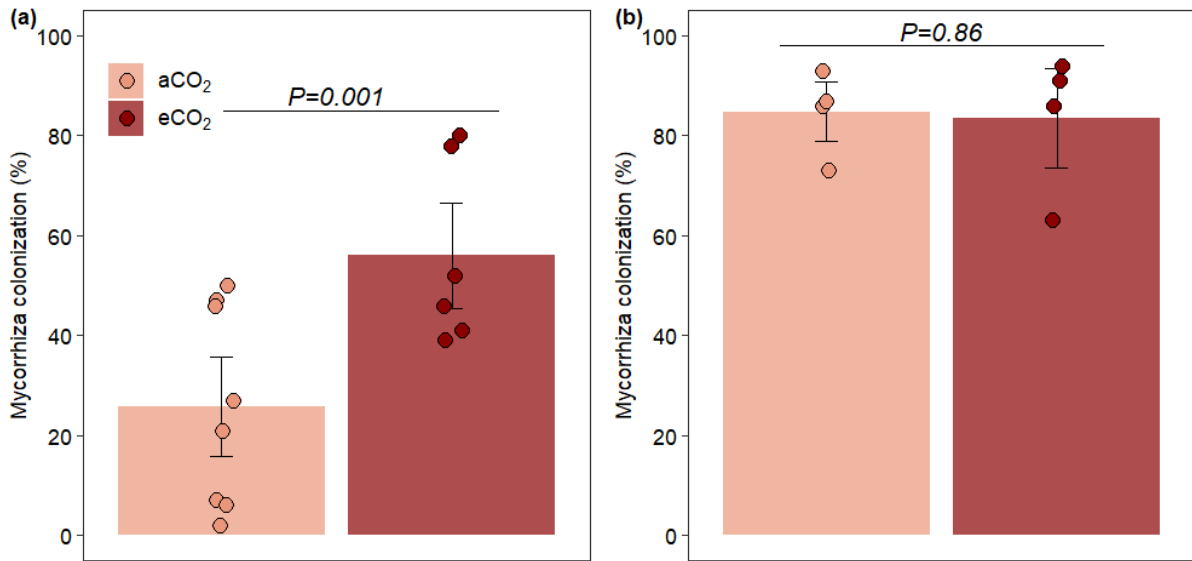 (a)
100
80
60
40
20
0
Mycorrhiza colonization (%)
aCO₂
eCO₂
P=0.001
(b)
100
80
60
40
20
0
Mycorrhiza colonization (%)
P=0.86